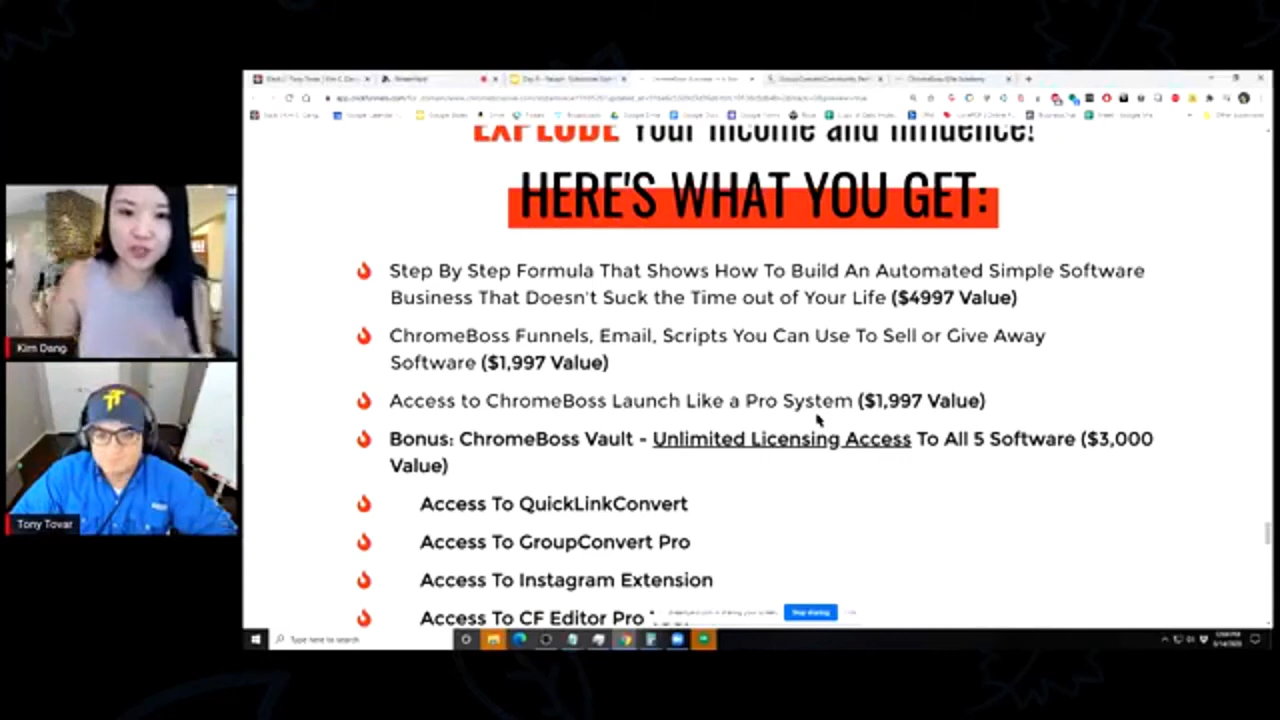 EXPLODE Your Income and Influence!
HERE'S WHAT YOU GET:
Step By Step Formula That Shows How To Build An Automated Simple Software
Business That Doesn't Suck the Time out of Your Life ($4997 Value)
ChromeBoss Funnels, Email, Scripts You Can Use To Sell or Give Away
Software ($1,997 Value)
Access to ChromeBoss Launch Like a Pro System ($1,997 Value)
Bonus: ChromeBoss Vault - Unlimited Licensing Access To All 5 Software ($3,000
Value)
Access To QuickLinkConvert
Access To GroupConvert Pro
Access To Instagram Extension
Access To CF Editor Pro
Stop sharing
Type here to search
Kim Dang
Tony Tovar